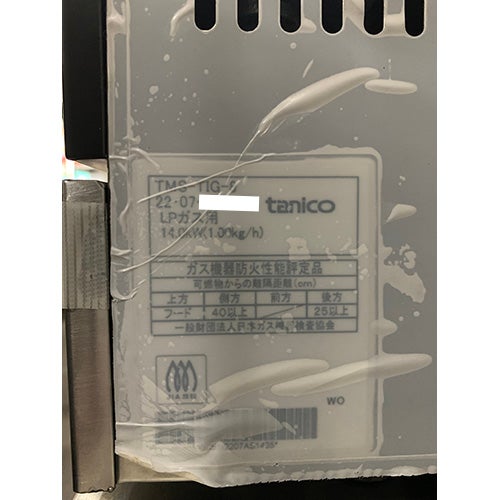 22.07-
tanico
LPガス用
14.0kW(1.00kg/h)
ガス機器防火性能評定品
可燃物からの離隔距離(cm)
上方 側方 前方 後方
フード 40以上 25以上
一般財団法人日本ガス機器検査協会
WO